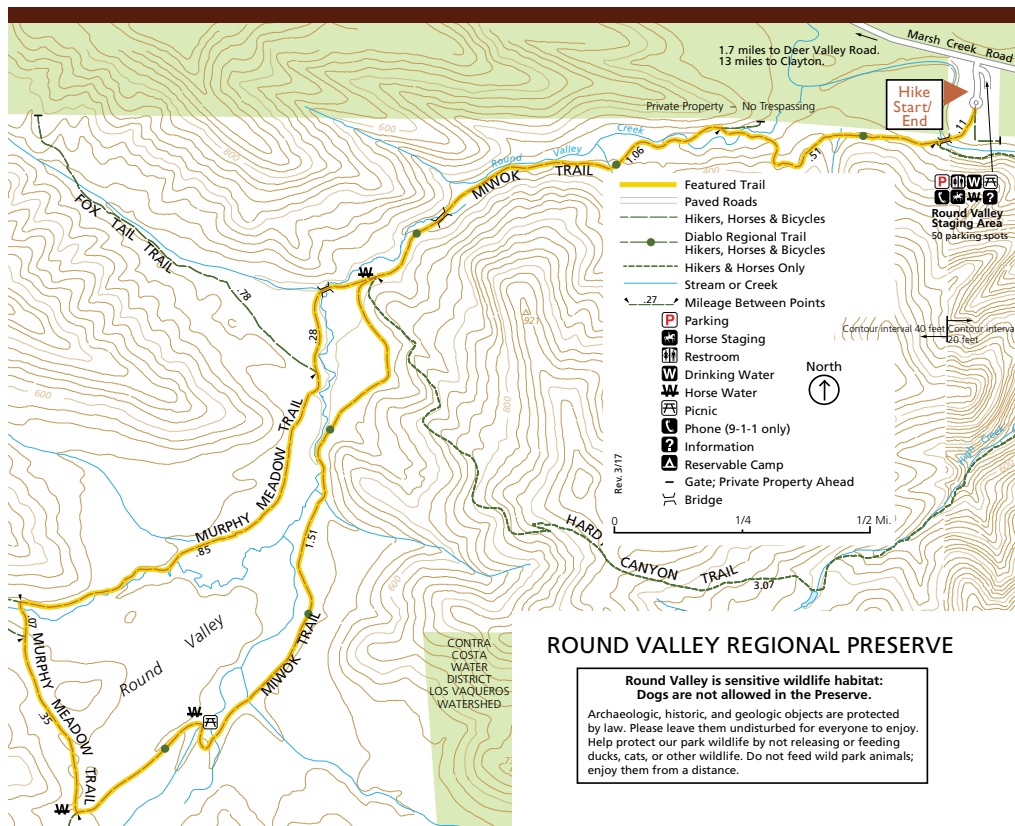 1.7 miles to Deer Valley Road.
13 miles to Clayton.
Marsh Creek Road
Hike
Start/
End
Private Property – No Trespassing
.11
.51
1.06
Round Valley Creek
MIWOK TRAIL
600
800
400
W
P
W
W
?
Round Valley
Staging Area
50 parking spots
FOX TAIL TRAIL
.78
.28
600
921
800
Featured Trail
Paved Roads
Hikers, Horses & Bicycles
Diablo Regional Trail
Hikers, Horses & Bicycles
Hikers & Horses Only
Stream or Creek
.27 Mileage Between Points
P Parking
Horse Staging
Restroom
W Drinking Water
W Horse Water
Picnic
Phone (9-1-1 only)
? Information
Reservable Camp
Gate; Private Property Ahead
Bridge
North
Rev. 3/17
0 1/4 1/2 Mi.
Contour interval 40 feet
Contour interva
20 feet
High Creek
600
MURPHY MEADOW TRAIL
.85
1.51
HARD CANYON TRAIL
3.07
600
Round Valley
.07
MURPHY MEADOW TRAIL
.35
MIWOK TRAIL
W
W
CONTRA
COSTA
WATER
DISTRICT
LOS VAQUEROS
WATERSHED
ROUND VALLEY REGIONAL PRESERVE
Round Valley is sensitive wildlife habitat:
Dogs are not allowed in the Preserve.
Archaeologic, historic, and geologic objects are protected
by law. Please leave them undisturbed for everyone to enjoy.
Help protect our park wildlife by not releasing or feeding
ducks, cats, or other wildlife. Do not feed wild park animals;
enjoy them from a distance.